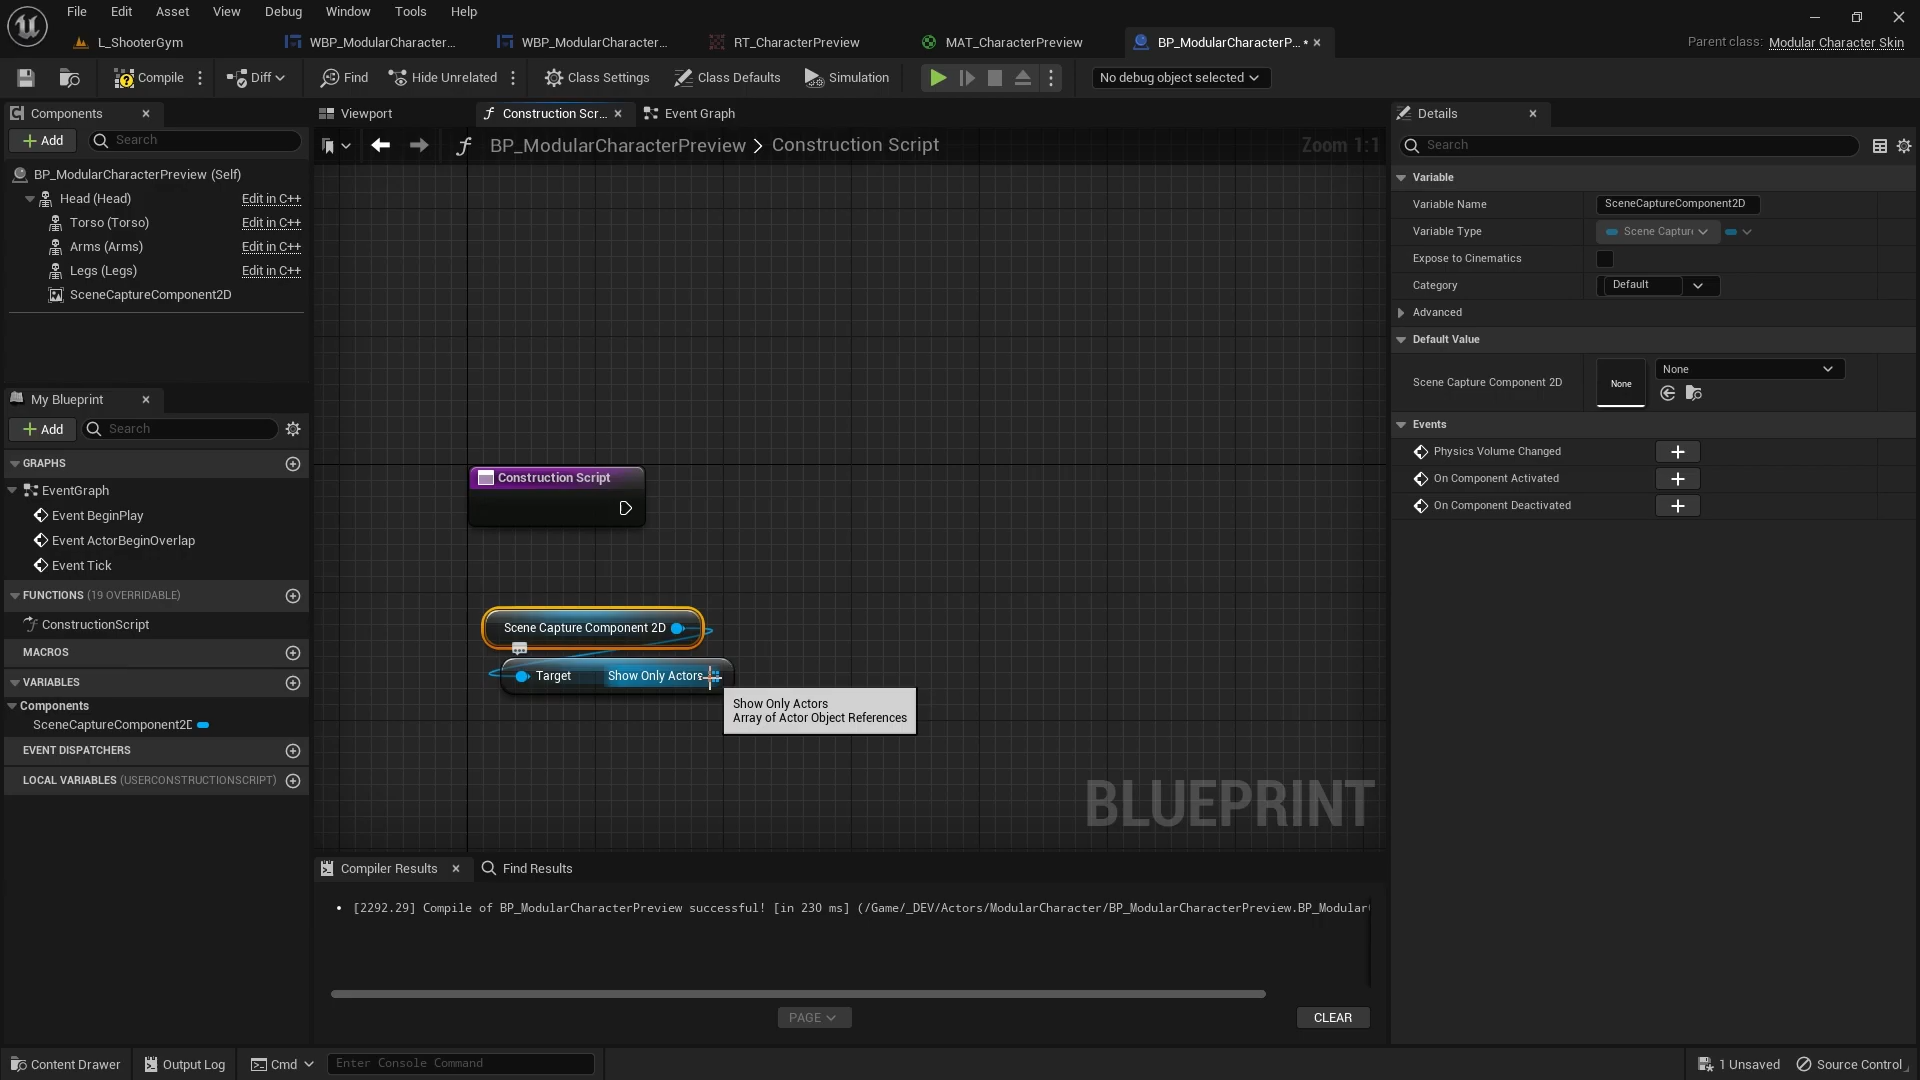 File Edit Asset View Debug Window Tools Help
L_ShooterGym
WBP_ModularCharacter...
WBP_ModularCharacter...
RT_CharacterPreview
MAT_CharacterPreview
BP_ModularCharacterP...
Parent class: Modular Character Skin
Compile
Diff
Find
Hide Unrelated
Class Settings
Class Defaults
Simulation
No debug object selected
Components
Add
Search
BP_ModularCharacterPreview (Self)
Head (Head) Edit in C++
Torso (Torso) Edit in C++
Arms (Arms) Edit in C++
Legs (Legs) Edit in C++
SceneCaptureComponent2D
My Blueprint
Add
Search
GRAPHS
EventGraph
Event BeginPlay
Event ActorBeginOverlap
Event Tick
FUNCTIONS (19 OVERRIDABLE)
ConstructionScript
MACROS
VARIABLES
Components
SceneCaptureComponent2D
EVENT DISPATCHERS
LOCAL VARIABLES (USERCONSTRUCTIONSCRIPT)
Viewport
Construction Scr...
Event Graph
BP_ModularCharacterPreview > Construction Script
Zoom 1:1
Construction Script
Scene Capture Component 2D
Target Show Only Actors
Show Only Actors
Array of Actor Object References
BLUEPRINT
Compiler Results
Find Results
• [2292.29] Compile of BP_ModularCharacterPreview successful! [in 230 ms] (/Game/_DEV/Actors/ModularCharacter/BP_ModularCharacterPreview.BP_Modular
PAGE
CLEAR
Details
Search
Variable
Variable Name SceneCaptureComponent2D
Variable Type Scene Captur
Expose to Cinematics
Category Default
Advanced
Default Value
Scene Capture Component 2D None None
Events
Physics Volume Changed
On Component Activated
On Component Deactivated
Content Drawer
Output Log
Cmd
Enter Console Command
1 Unsaved
Source Control